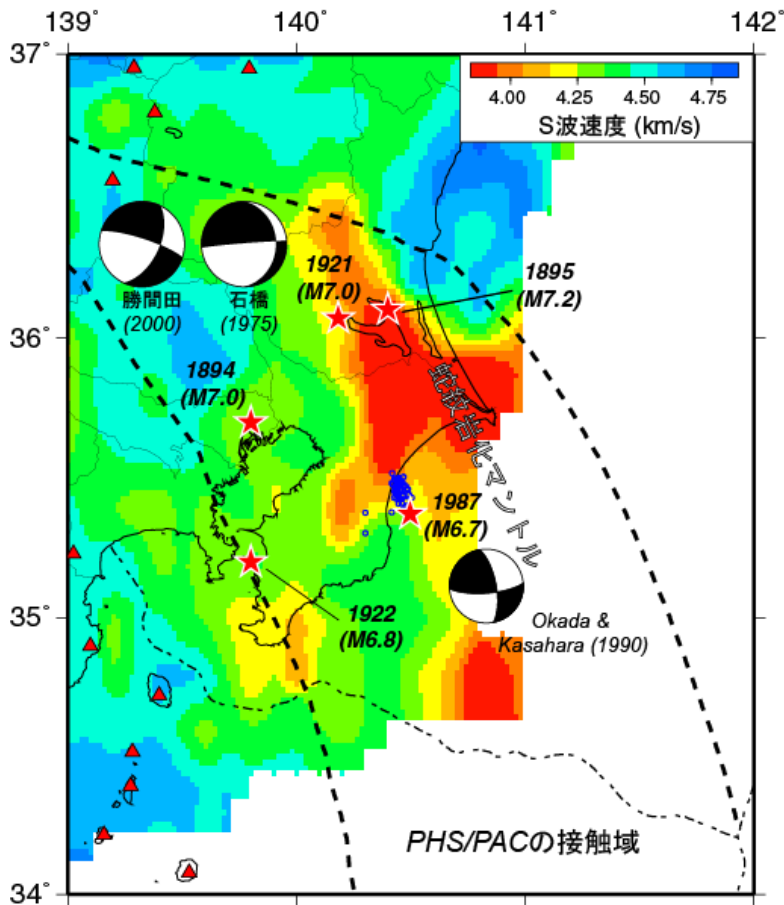 139°
140°
141°
142°
37°
36°
35°
34°
4.00
4.25
4.50
4.75
S波速度 (km/s)
勝間田
(2000)
石橋
(1975)
1921
(M7.0)
1895
(M7.2)
1894
(M7.0)
蛇紋岩化マントル
1987
(M6.7)
1922
(M6.8)
Okada &
Kasahara (1990)
PHS/PACの接触域